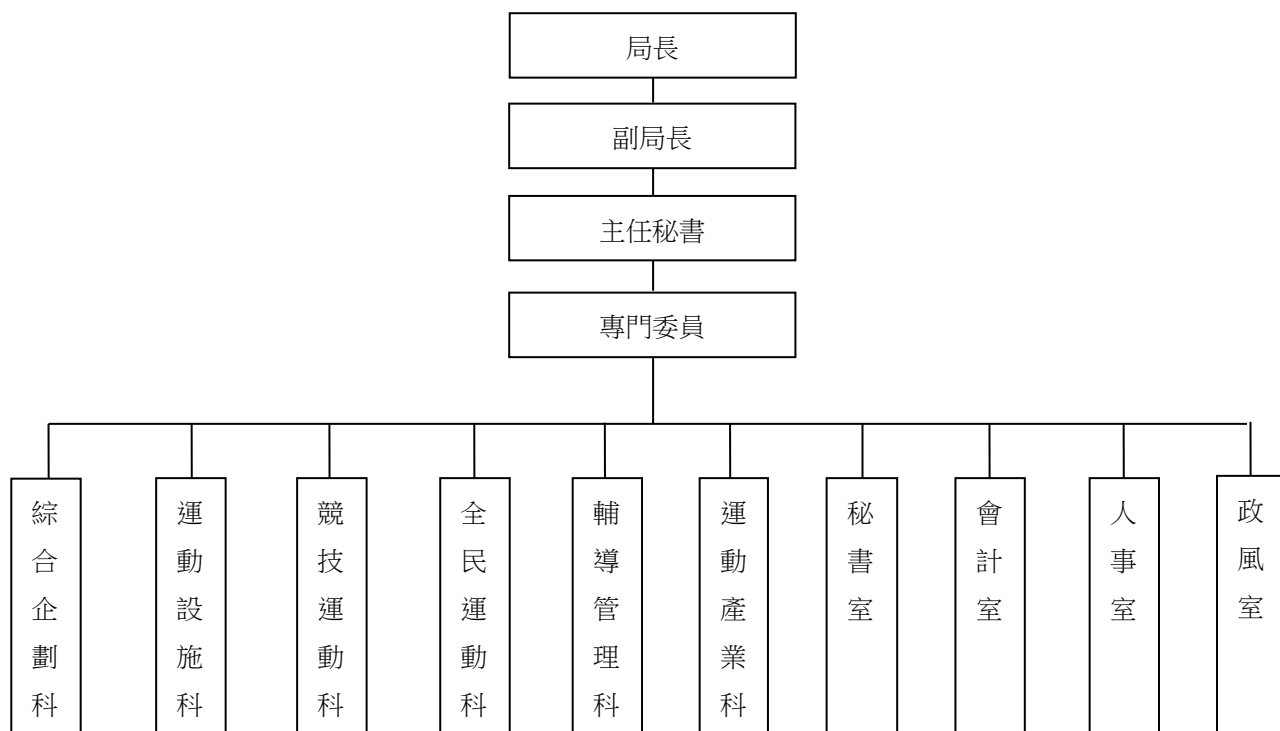 局長
副局長
主任秘書
專門委員
綜合企劃科
運動設施科
競技運動科
全民運動科
輔導管理科
運動產業科
秘書室
會計室
人事室
政風室